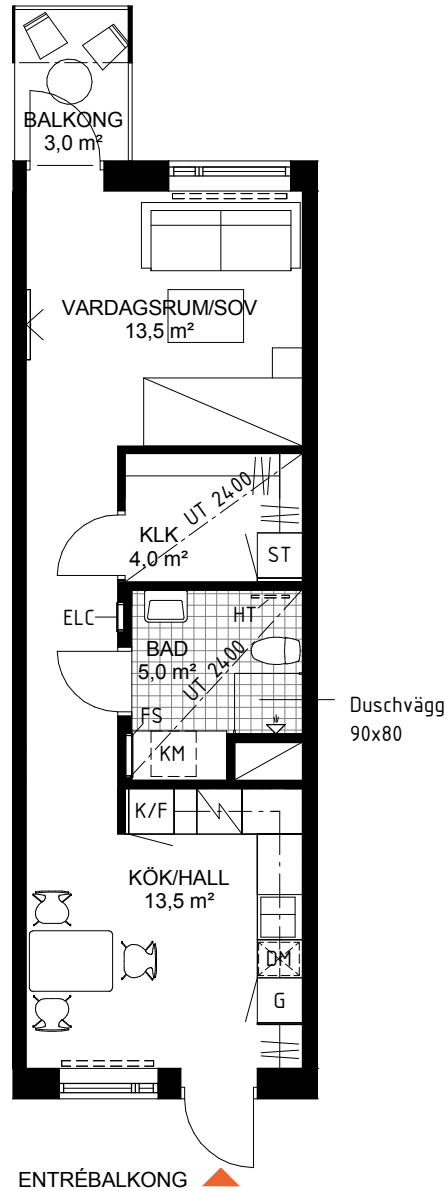 BALKONG
3,0 m²
VARDAGSRUM/SOV
13,5 m²
UT 2400
KLK
4,0 m²
ST
ELC
HT
BAD
5,0 m²
UT 2400
Duschvägg
90x80
FS
KM
K/F
KÖK/HALL
13,5 m²
DM
G
ENTRÉBALKONG